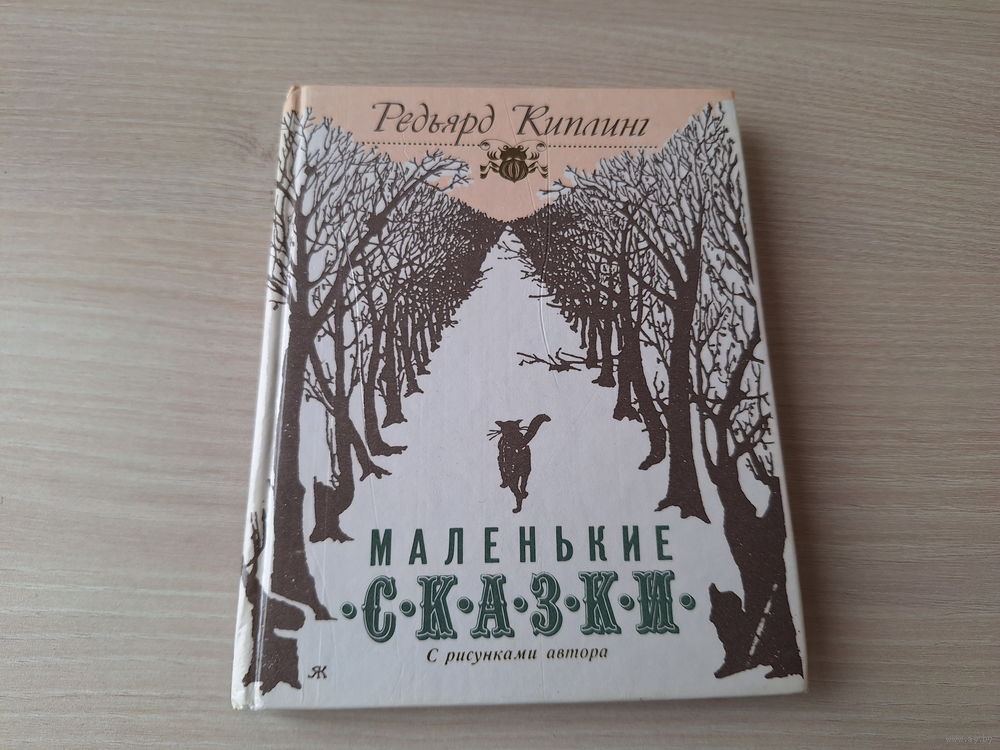 Редьярд Киплинг
МАЛЕНЬКИЕ
·С·К·А·З·К·И·
С рисунками автора